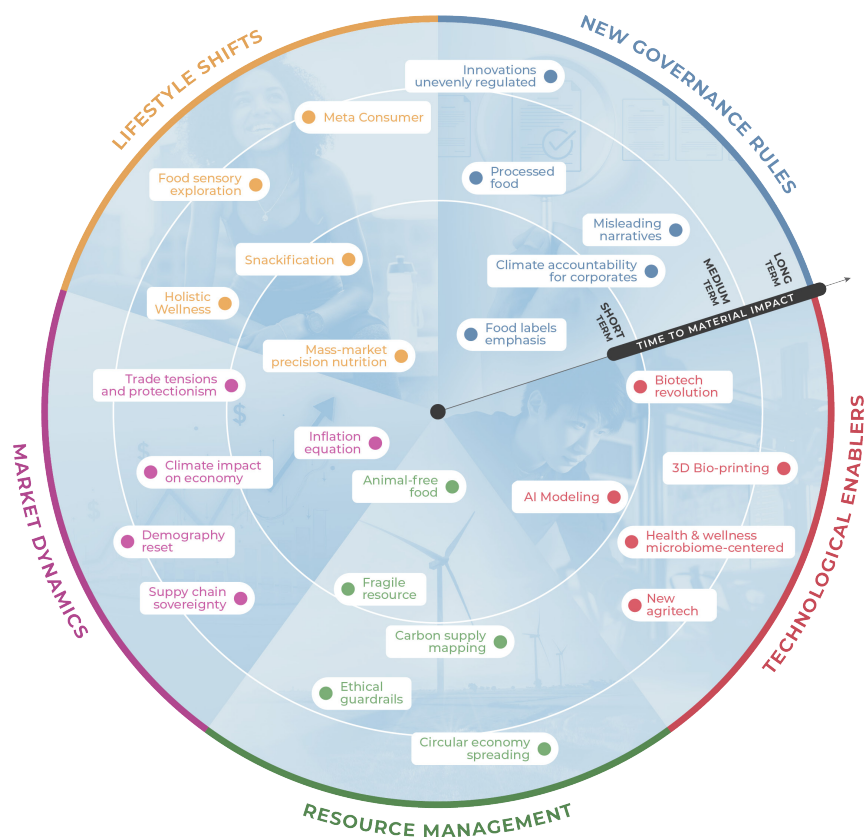 LIFESTYLE SHIFTS
NEW GOVERNANCE RULES
Innovations
unevenly regulated
Meta Consumer
Processed
food
Food sensory
exploration
Misleading
narratives
Snackification
Climate accountability
for corporates
Holistic
Wellness
Food labels
emphasis
Mass-market
precision nutrition
SHORT
TERM
MEDIUM
TERM
LONG
TERM
TIME TO MATERIAL IMPACT
Trade tensions
and protectionism
Biotech
revolution
Inflation
equation
Climate impact
on economy
Animal-free
food
3D Bio-printing
AI Modeling
Demography
reset
Health & wellness
microbiome-centered
Suppy chain
sovereignty
Fragile
resource
New
agritech
Carbon supply
mapping
Ethical
guardrails
Circular economy
spreading
MARKET DYNAMICS
TECHNOLOGICAL ENABLERS
RESOURCE MANAGEMENT